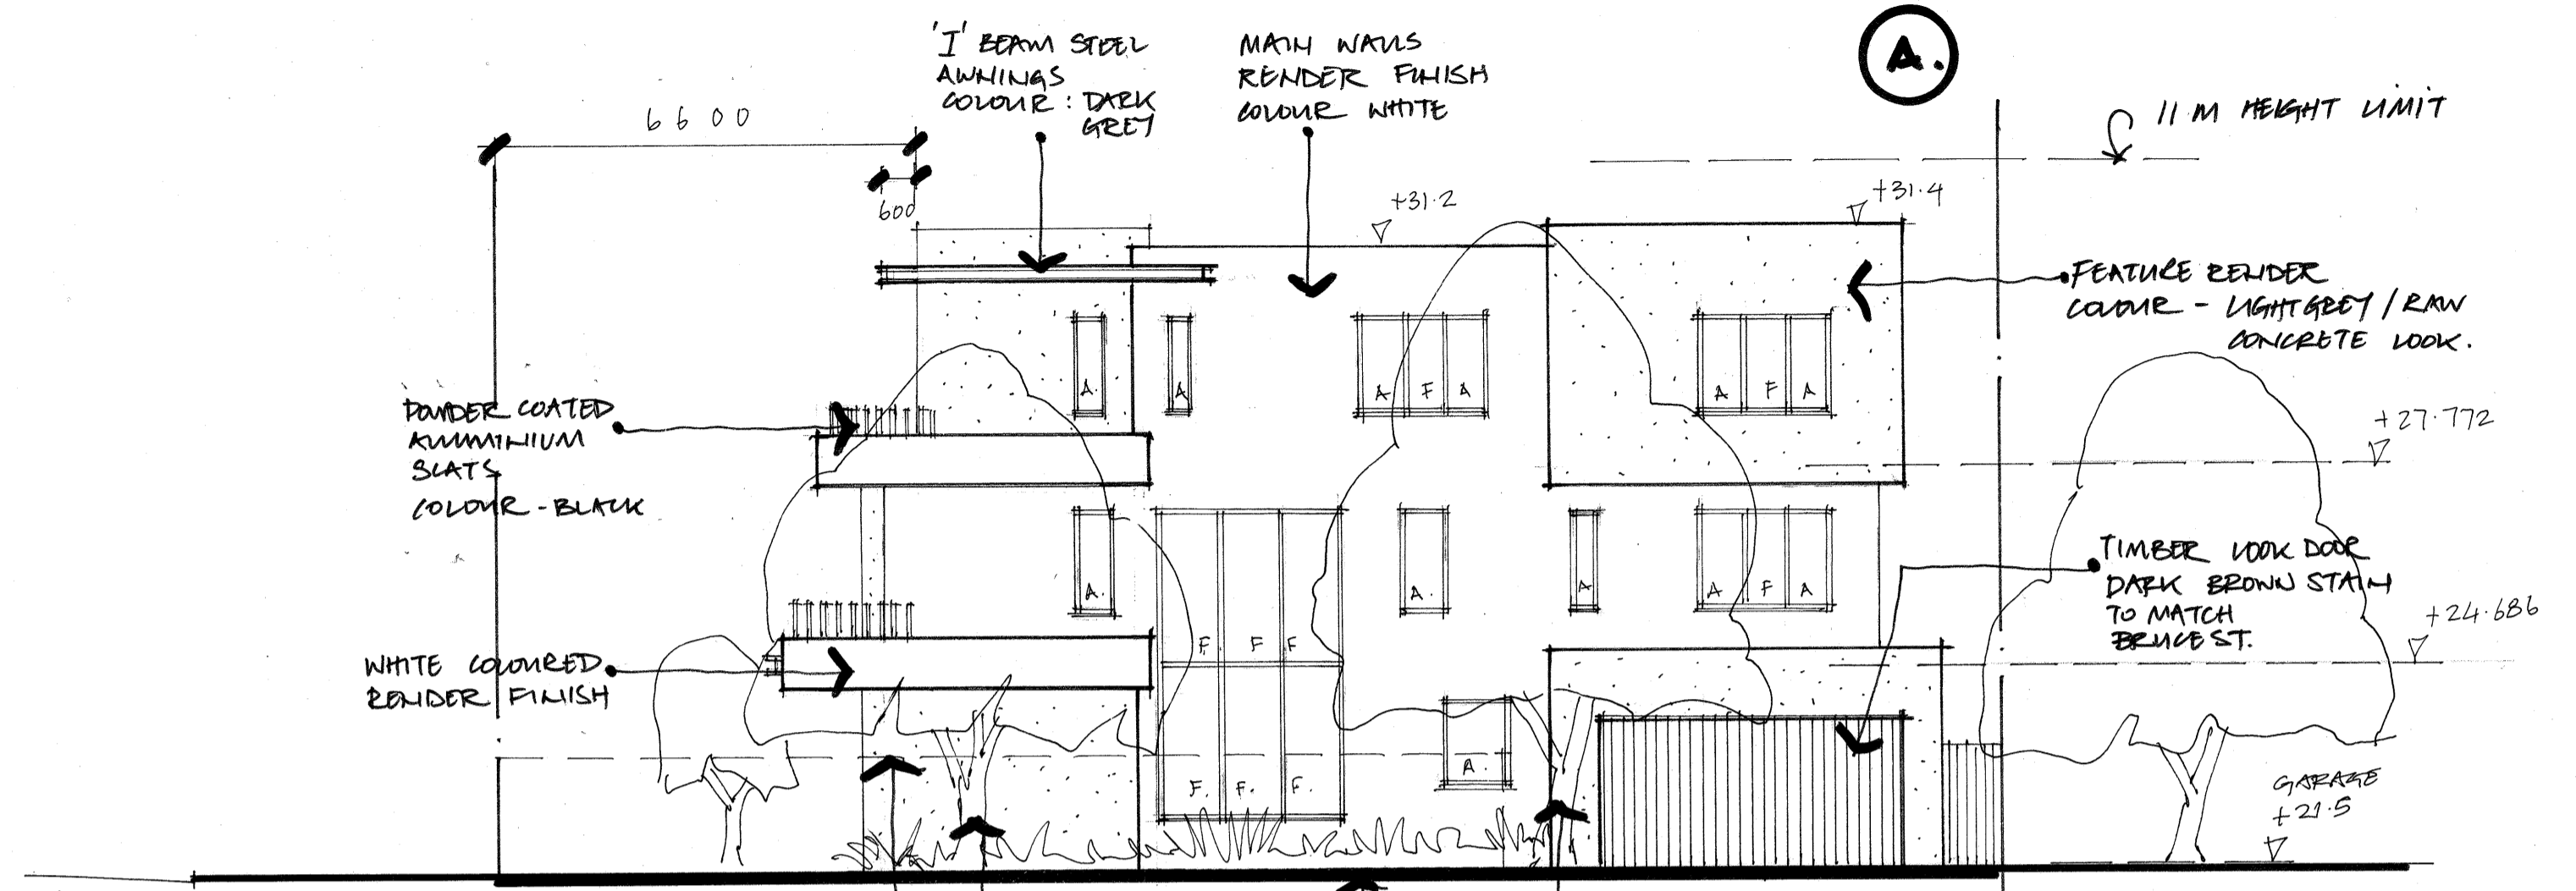 'I' BEAM STEEL
AWNINGS
COLOUR : DARK
GREY
MAIN WALLS
RENDER FINISH
COLOUR WHITE
A.
11 M HEIGHT LIMIT
6600
600
+31.2
+31.4
FEATURE RENDER
COLOUR - LIGHT GREY / RAW
CONCRETE LOOK.
POWDER COATED
ALUMINIUM
SLATS
COLOUR - BLACK
A.
A
A F A
A F A
+27.772
TIMBER LOOK DOOR
DARK BROWN STAIN
TO MATCH
BRUCE ST.
A.
A.
A
A F A
+24.686
WHITE COLOURED
RENDER FINISH
F F F
F. F. F.
A.
GARAGE
+21.5